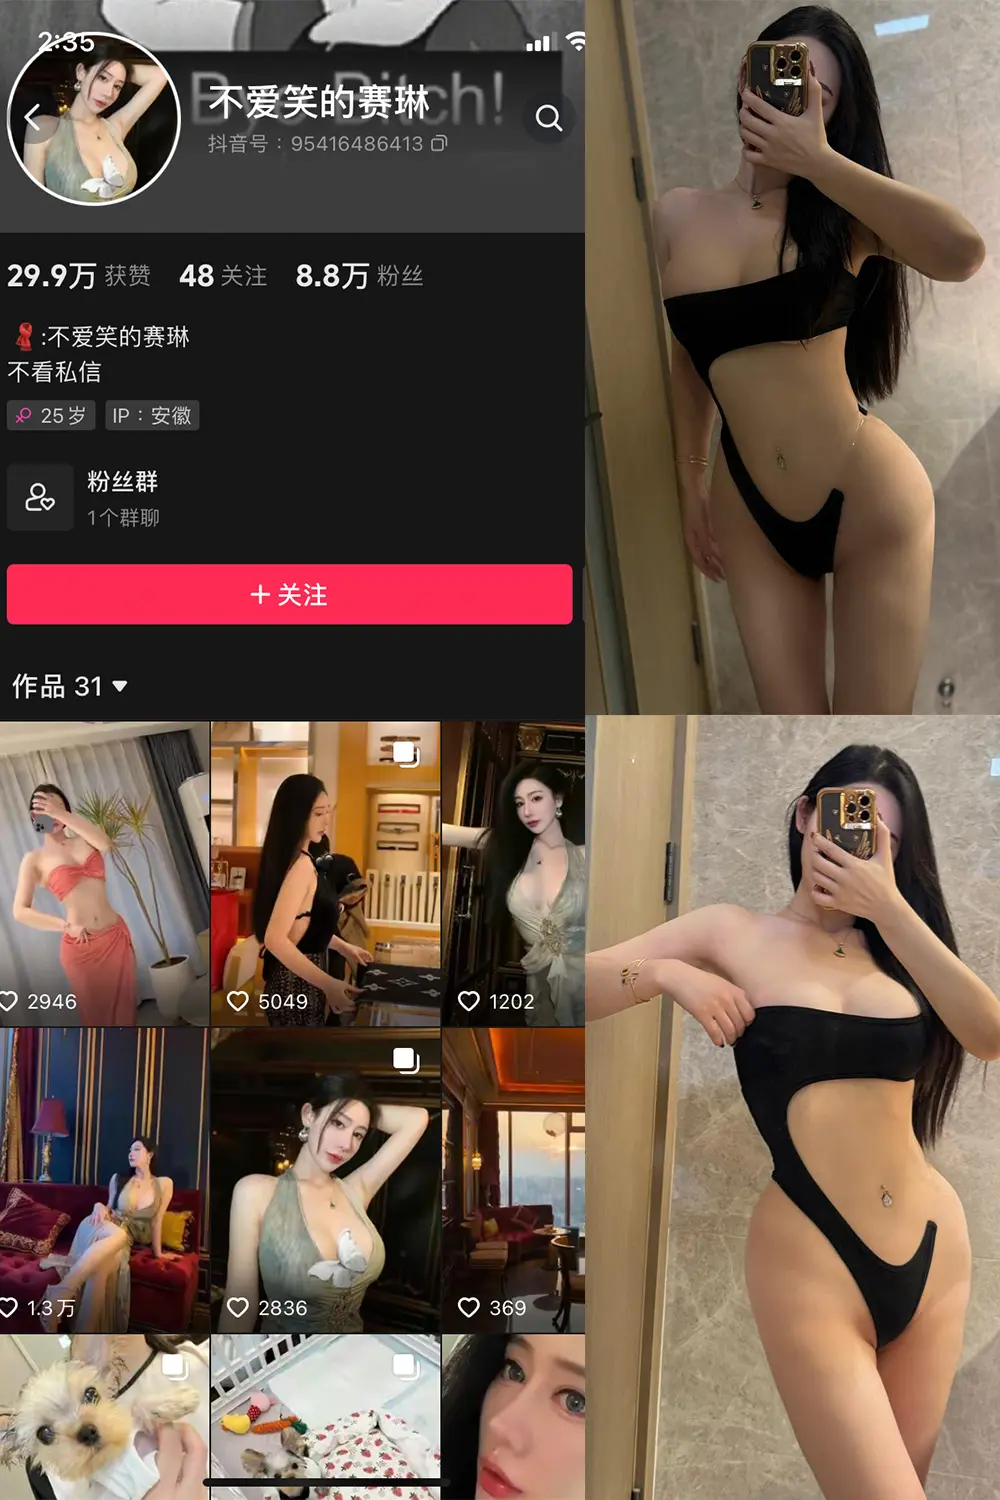 2:35
不爱笑的赛琳
抖音号：95416486413
29.9万 获赞 48 关注 8.8万 粉丝
:不爱笑的赛琳
不看私信
25岁 IP：安徽
粉丝群
1个群聊
+ 关注
作品 31
2946
5049
1202
1.3万
2836
369